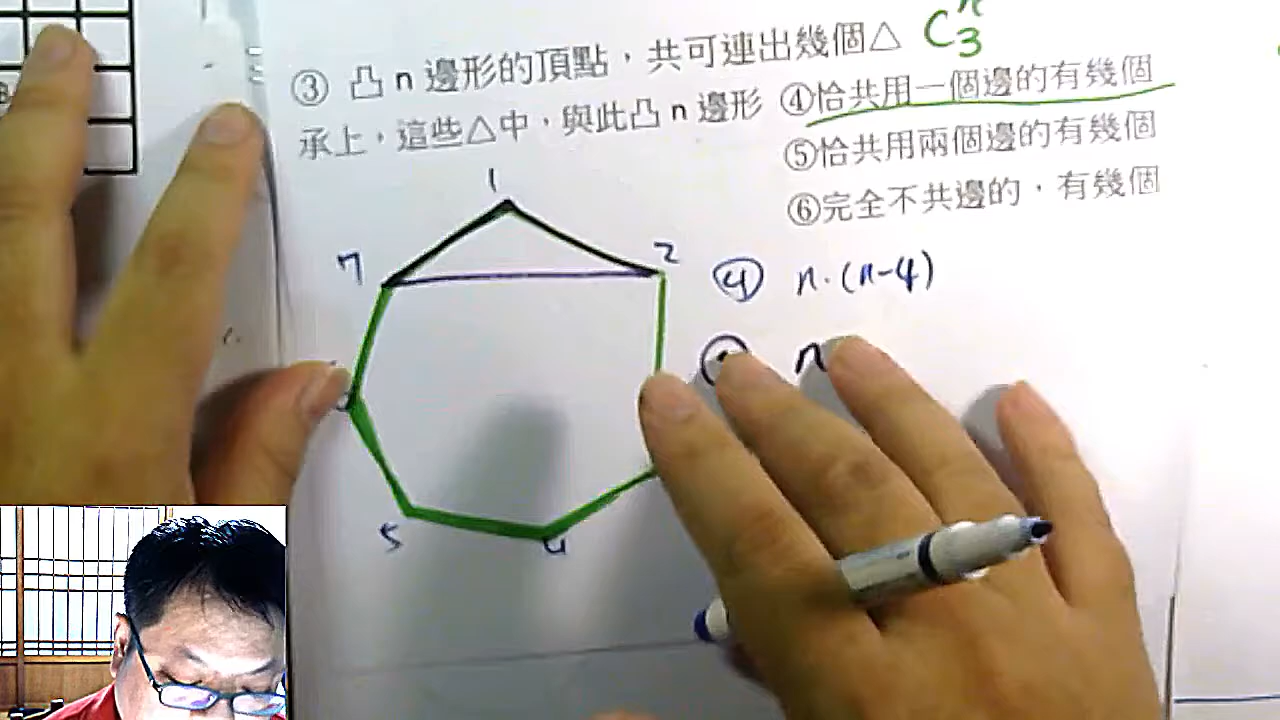 ③ 凸 n 邊形的頂點，共可連出幾個△ C n 3
承上，這些△中，與此凸 n 邊形 ④恰共用一個邊的有幾個
⑤恰共用兩個邊的有幾個
⑥完全不共邊的，有幾個
1
7
2
④ n·(n-4)
n
5
4